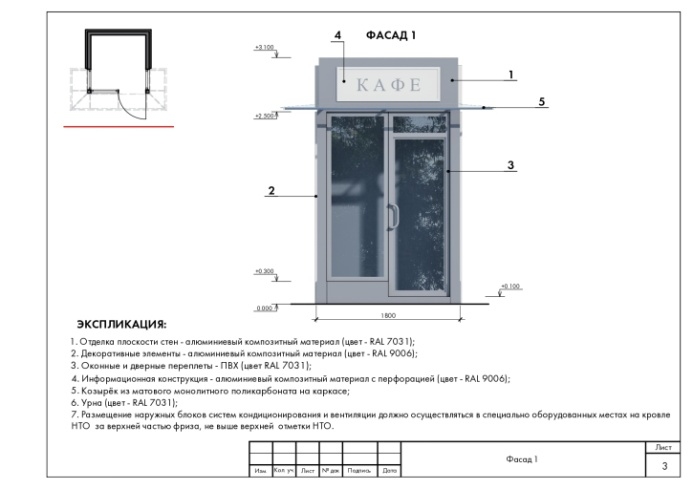 4 ФАСАД 1
+3.100
КАФЕ
1
5
+2.500
3
2
+0.300
+0.100
0.000
1800
ЭКСПЛИКАЦИЯ:
1. Отделка плоскости стен - алюминиевый композитный материал (цвет - RAL 7031);
2. Декоративные элементы - алюминиевый композитный материал (цвет - RAL 9006);
3. Оконные и дверные переплеты - ПВХ (цвет RAL 7031);
4. Информационная конструкция - алюминиевый композитный материал с перфорацией (цвет - RAL 9006);
5. Козырёк из матового монолитного поликарбоната на каркасе;
6. Урна (цвет - RAL 7031);
7. Размещение наружных блоков систем кондиционирования и вентиляции должно осуществляться в специально оборудованных местах на кровле
НТО за верхней частью фриза, не выше верхней отметки НТО.
Лист
Фасад 1
3
Изм Кол. уч Лист № док Подпись Дата